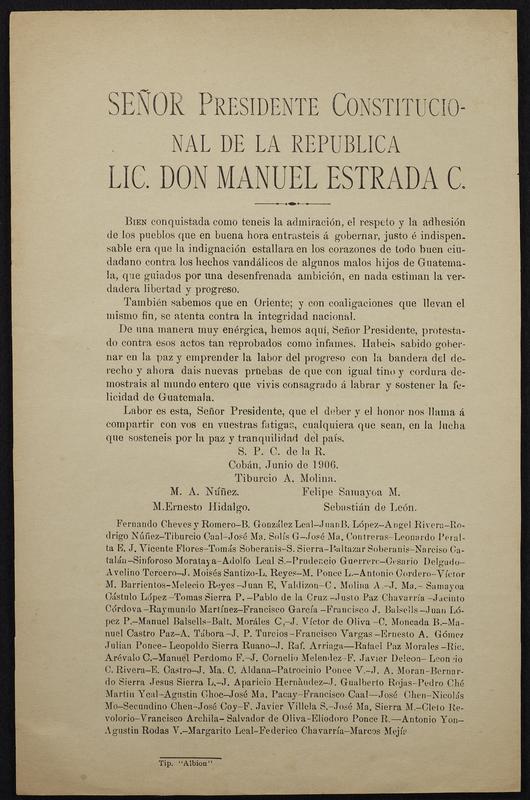 SEÑOR PRESIDENTE CONSTITUCIO-
NAL DE LA REPUBLICA
LIC. DON MANUEL ESTRADA C.
BIEN conquistada como teneis la admiración, el respeto y la adhesión
de los pueblos que en buena hora entrasteis á gobernar, justo é indispen-
sable era que la indignación estallara en los corazones de todo buen ciu-
dadano contra los hechos vandálicos de algunos malos hijos de Guatema-
la, que guiados por una desenfrenada ambición, en nada estiman la ver-
dadera libertad y progreso.
También sabemos que en Oriente; y con coaligaciones que llevan el
mismo fin, se atenta contra la integridad nacional.
De una manera muy enérgica, hemos aquí, Señor Presidente, protesta-
do contra esos actos tan reprobados como infames. Habeis sabido gober-
nar en la paz y emprender la labor del progreso con la bandera del de-
recho y ahora dais nuevas pruebas de que con igual tino y cordura de-
mostrais al mundo entero que vivis consagrado á labrar y sostener la fe-
licidad de Guatemala.
Labor es esta, Señor Presidente, que el deber y el honor nos llama á
compartir con vos en vuestras fatigas, cualquiera que sean, en la lucha
que sosteneis por la paz y tranquilidad del país.
S. P. C. de la R.
Cobán, Junio de 1906.
Tiburcio A. Molina.
M. A. Núñez. Felipe Samayoa M.
M.Ernesto Hidalgo. Sebastián de León.
Fernando Cheves y Romero-B. González Leal-Juan B. López-Angel Rivera-Ro-
drigo Núñez-Tiburcio Caal-José Ma. Solís G-José Ma, Contreras-Leonardo Peral-
ta E, J. Vicente Flores-Tomás Soberanis-S. Sierra-Baltazar Soberanis-Narciso Ca-
talán-Sinforoso Morataya-Adolfo Leal S.-Prudencio Guerrero-Cesario Delgado-
Avelino Tercero-J. Moisés Santizo-L. Reyes-M. Ponce L.-Antonio Cordero-Víctor
M. Barrientos-Melecio Reyes-Juan E, Valdizon-C. Molina A.-J. Ma.- Samayoa
Cástulo López-Tomas Sierra P. -Pablo de la Cruz -Justo Paz Chavarría -Jacinto
Córdova -Raymundo Martínez-Francisco García -Francisco J. Balsells -Juan Ló-
pez P.-Manuel Balsells-Balt. Moráles C,-J. Víctor de Oliva -C. Moncada B.-Ma-
nuel Castro Paz-A. Tábora-J. P. Turcios-Francisco Vargas-Ernesto A. Gómez
Julian Ponce- Leopoldo Sierra Ruano-J. Raf. Arriaga—Rafael Paz Morales -Ric.
Arévalo C.-Manuel Perdomo F.-J. Cornelio Melendez-F. Javier Deleon-Leoncio
C. Rivera-E. Castro-J. Ma. C. Aldana-Patrocinio Ponce V.-J. A. Moran-Bernar-
do Sierra Jesus Sierra L.-J. Aparicio Hernández-J. Gualberto Rojas-Pedro Ché
Martin Ycal-Agustin Choc-José Ma, Pacay-Francisco Caal—José Chen-Nicolás
Mo-Secundino Chen-José Coy-F. Javier Villela S.-José Ma, Sierra M.-Cleto Re-
volorio-Vrancisco Archila-Salvador de Oliva-Eliodoro Ponce R.—Antonio Yon-
Agustin Rodas V.-Margarito Leal-Federico Chavarría-Marcos Mejía
Tip. "Albion"